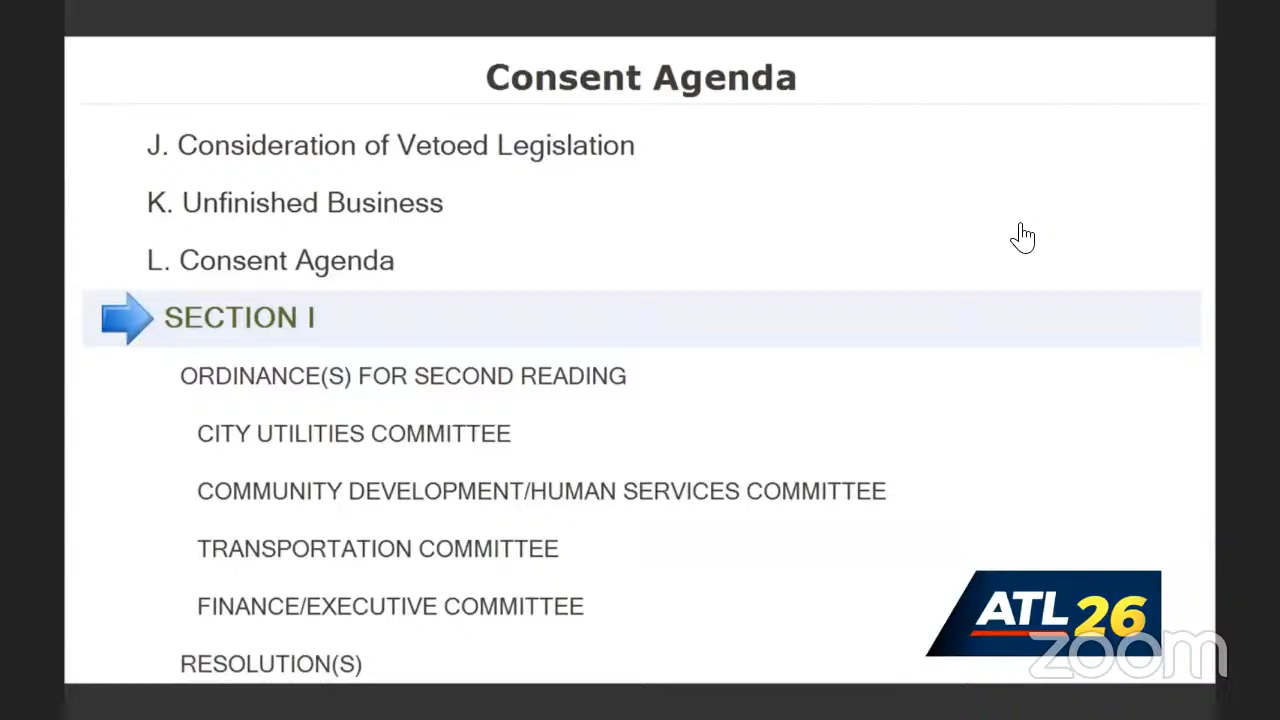 Consent Agenda
J. Consideration of Vetoed Legislation
K. Unfinished Business
L. Consent Agenda
SECTION I
ORDINANCE(S) FOR SECOND READING
CITY UTILITIES COMMITTEE
COMMUNITY DEVELOPMENT/HUMAN SERVICES COMMITTEE
TRANSPORTATION COMMITTEE
FINANCE/EXECUTIVE COMMITTEE
ATL 26
zoom
RESOLUTION(S)